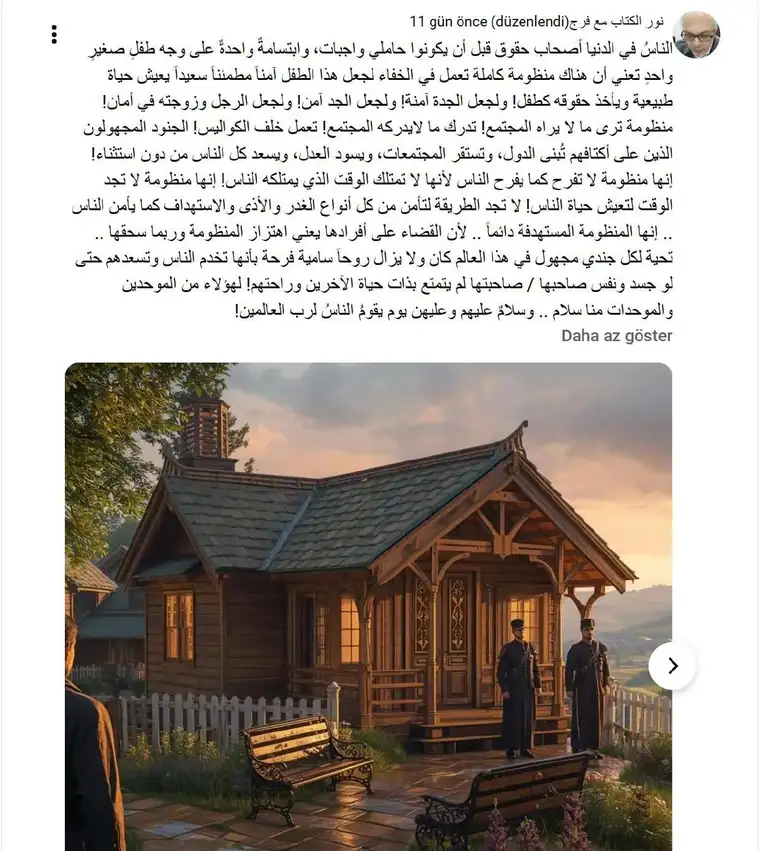 نور الكتاب مع فرج(düzenlendi) 11 gün önce
الناسُ في الدنيا أصحاب حقوق قبل أن يكونوا حاملي واجبات، وابتسامةٌ واحدةٌ على وجه طفلٍ صغيرٍ
واحدٍ تعني أن هناك منظومة كاملة تعمل في الخفاء لجعل هذا الطفل آمناً مطمئنناً سعيداً يعيش حياة
طبيعية ويأخذ حقوقه كطفل! ولجعل الجدة آمنة! ولجعل الجد آمن! ولجعل الرجل وزوجته في أمان!
منظومة ترى ما لا يراه المجتمع! تدرك ما لايدركه المجتمع! تعمل خلف الكواليس! الجنود المجهولون
الذين على أكتافهم تُبنى الدول، وتستقر المجتمعات، ويسود العدل، ويسعد كل الناس من دون استثناء!
إنها منظومة لا تفرح كما يفرح الناس لأنها لا تمتلك الوقت الذي يمتلكه الناس! إنها منظومة لا تجد
الوقت لتعيش حياة الناس! لا تجد الطريقة لتأمن من كل أنواع الغدر والأذى والاستهداف كما يأمن الناس
.. إنها المنظومة المستهدفة دائماً .. لأن القضاء على أفرادها يعني اهتزاز المنظومة وربما سحقها ..
تحية لكل جندي مجهول في هذا العالم كان ولا يزال روحاً سامية فرحة بأنها تخدم الناس وتسعدهم حتى
لو جسد ونفس صاحبها / صاحبتها لم يتمتع بذات حياة الآخرين وراحتهم! لهؤلاء من الموحدين
والموحدات منا سلام .. وسلامٌ عليهم وعليهن يوم يقومُ الناسُ لرب العالمين!
Daha az göster